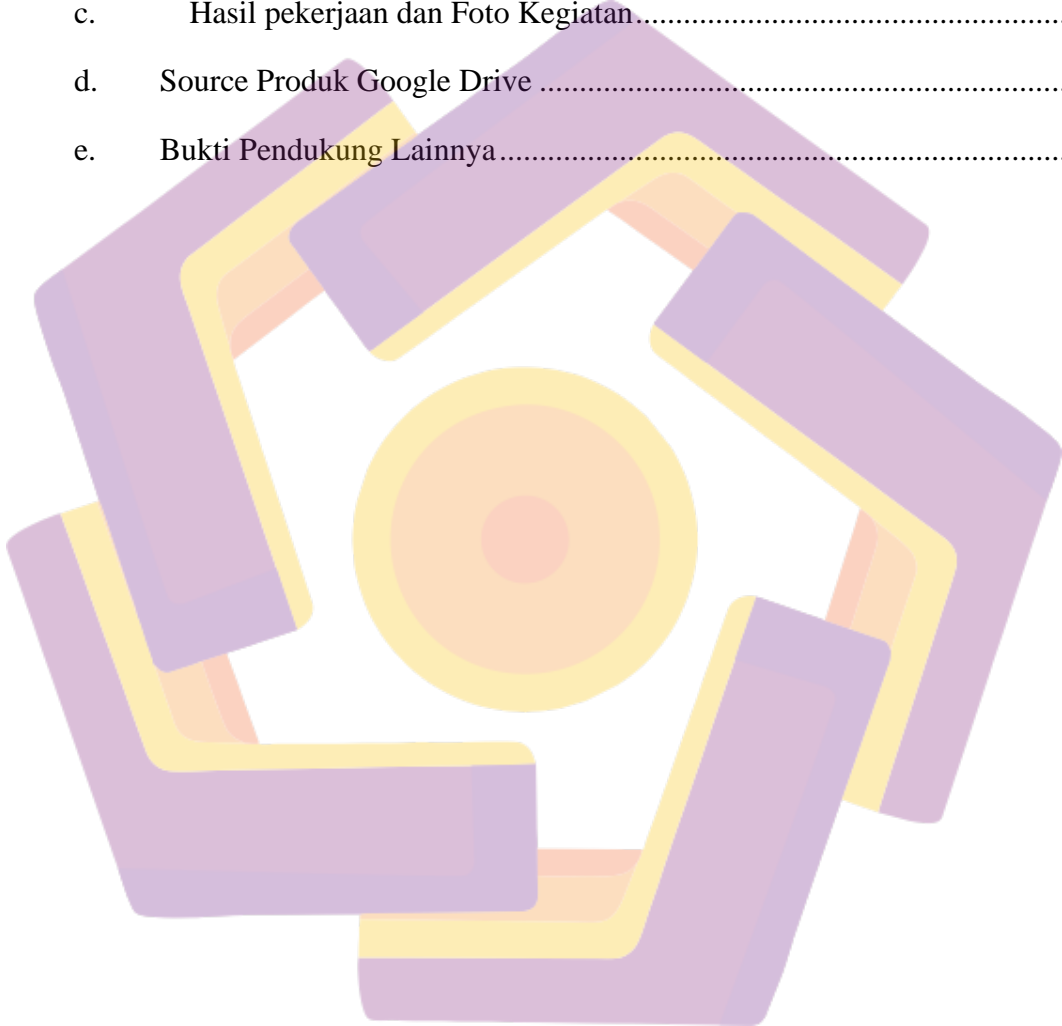 c. Hasil pekerjaan dan Foto Kegiatan.......................................................
d. Source Produk Google Drive ...................................................................
e. Bukti Pendukung Lainnya........................................................................